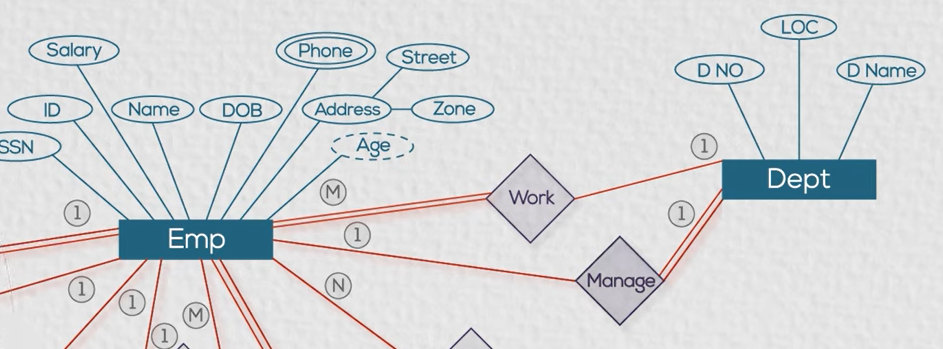 LOC
Salary
Phone
Street
D NO
D Name
ID
Name
DOB
Address
Zone
SSN
Age
1
M
Work
Dept
1
1
1
Emp
1
Manage
1
1
N
M
1